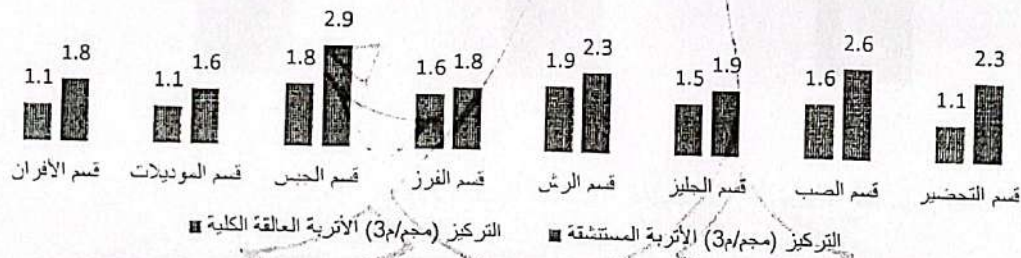 2.9
2.6
2.3
2.3
1.8
1.9
1.8
1.6
1.9
1.8
1.6
1.6
1.5
1.1
1.1
1.1
قسم التحضير
قسم الصب
قسم الجليز
قسم الرش
قسم الفرز
قسم الجبس
قسم الموديلات
قسم الأفران
التركيز (مجم/م3) الأتربة المستنشقة
التركيز (مجم/م3) الأتربة العالقة الكلية